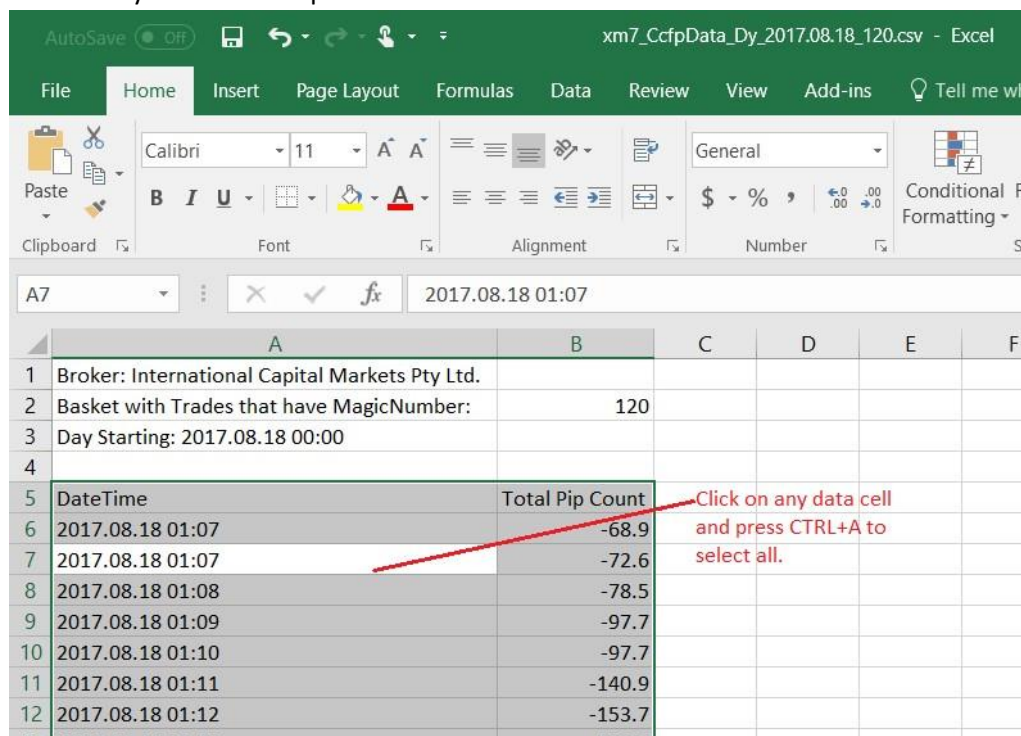 AutoSave Off xm7_CcfpData_Dy_2017.08.18_120.csv - Excel
File Home Insert Page Layout Formulas Data Review View Add-ins Tell me
Calibri 11 A A General
Paste B I U A $ % , .00 Conditional
Formatting
Clipboard Font Alignment Number
A7 fx 2017.08.18 01:07
A B C D E F
1 Broker: International Capital Markets Pty Ltd.
2 Basket with Trades that have MagicNumber: 120
3 Day Starting: 2017.08.18 00:00
4
5 DateTime Total Pip Count Click on any data cell
6 2017.08.18 01:07 -68.9 and press CTRL+A to
7 2017.08.18 01:07 -72.6 select all.
8 2017.08.18 01:08 -78.5
9 2017.08.18 01:09 -97.7
10 2017.08.18 01:10 -97.7
11 2017.08.18 01:11 -140.9
12 2017.08.18 01:12 -153.7